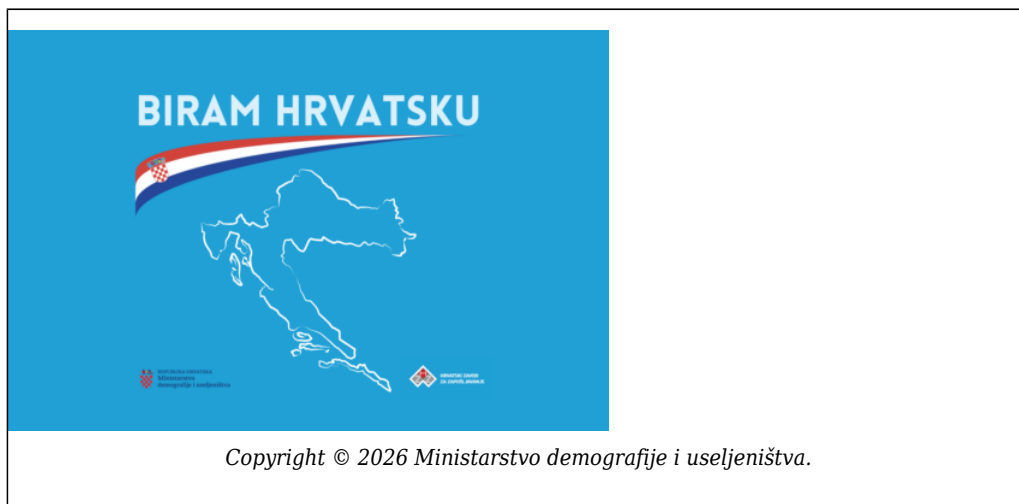 BIRAM HRVATSKU
REPUBLIKA HRVATSKA
Ministarstvo
demografije i useljeništva
HRVATSKI ZAVOD
ZA ZAPOŠLJAVANJE
Copyright © 2026 Ministarstvo demografije i useljeništva.